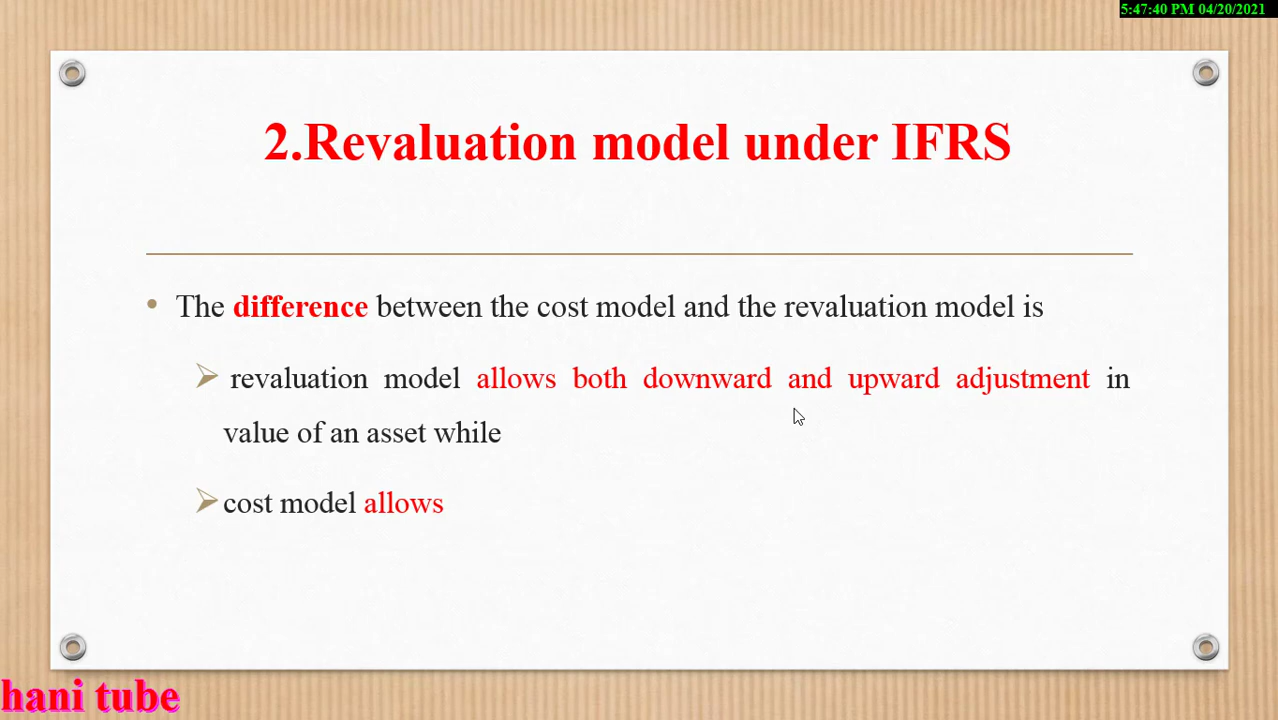 5:47:40 PM 04/20/2021
2.Revaluation model under IFRS
• The difference between the cost model and the revaluation model is
➢ revaluation model allows both downward and upward adjustment in
value of an asset while
➢ cost model allows
hani tube